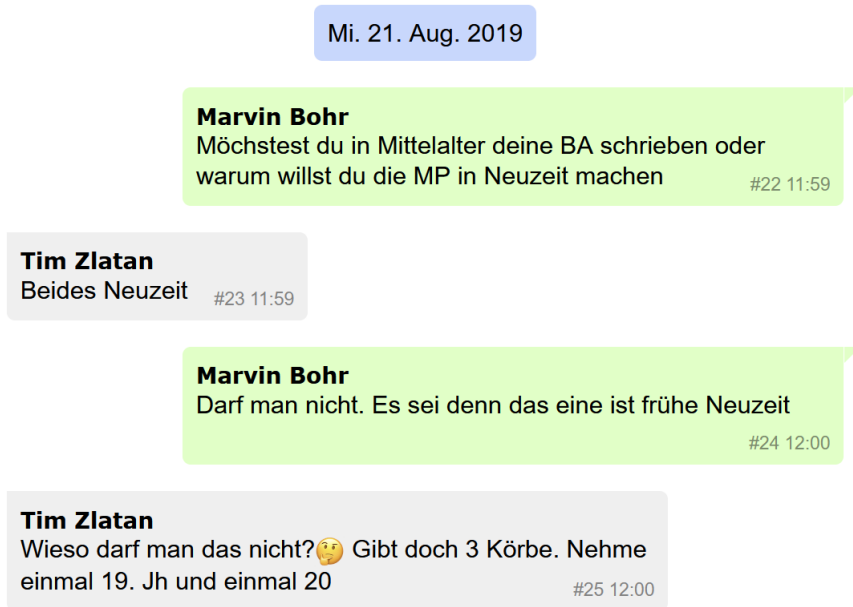 Mi. 21. Aug. 2019
Marvin Bohr
Möchstest du in Mittelalter deine BA schrieben oder
warum willst du die MP in Neuzeit machen #22 11:59
Tim Zlatan
Beides Neuzeit #23 11:59
Marvin Bohr
Darf man nicht. Es sei denn das eine ist frühe Neuzeit
#24 12:00
Tim Zlatan
Wieso darf man das nicht?🤔 Gibt doch 3 Körbe. Nehme
einmal 19. Jh und einmal 20 #25 12:00